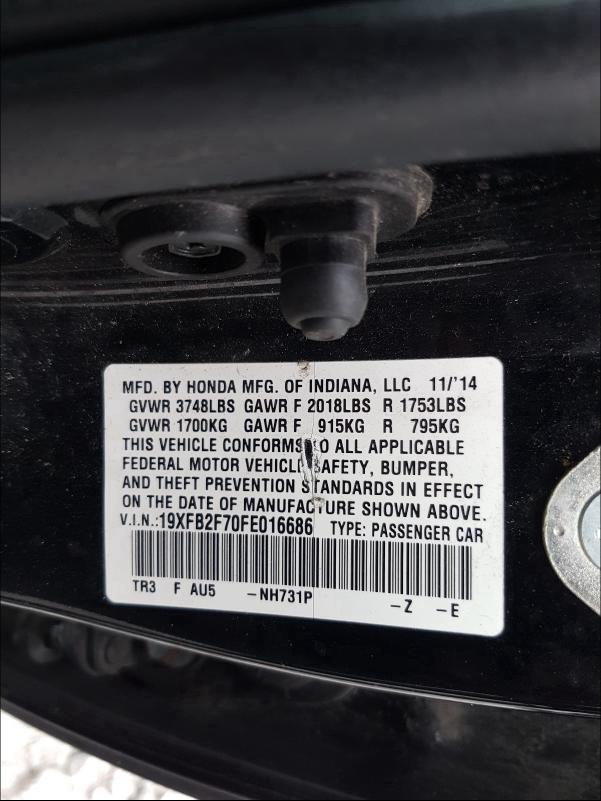 MFD. BY HONDA MFG. OF INDIANA, LLC 11/'14
GVWR 3748LBS GAWR F 2018LBS R 1753LBS
GVWR 1700KG GAWR F 915KG R 795KG
THIS VEHICLE CONFORMS TO ALL APPLICABLE
FEDERAL MOTOR VEHICLE SAFETY, BUMPER,
AND THEFT PREVENTION STANDARDS IN EFFECT
ON THE DATE OF MANUFACTURE SHOWN ABOVE.
V.I.N.:19XFB2F70FE016686 TYPE: PASSENGER CAR
TR3 F AU5 –NH731P –Z –E